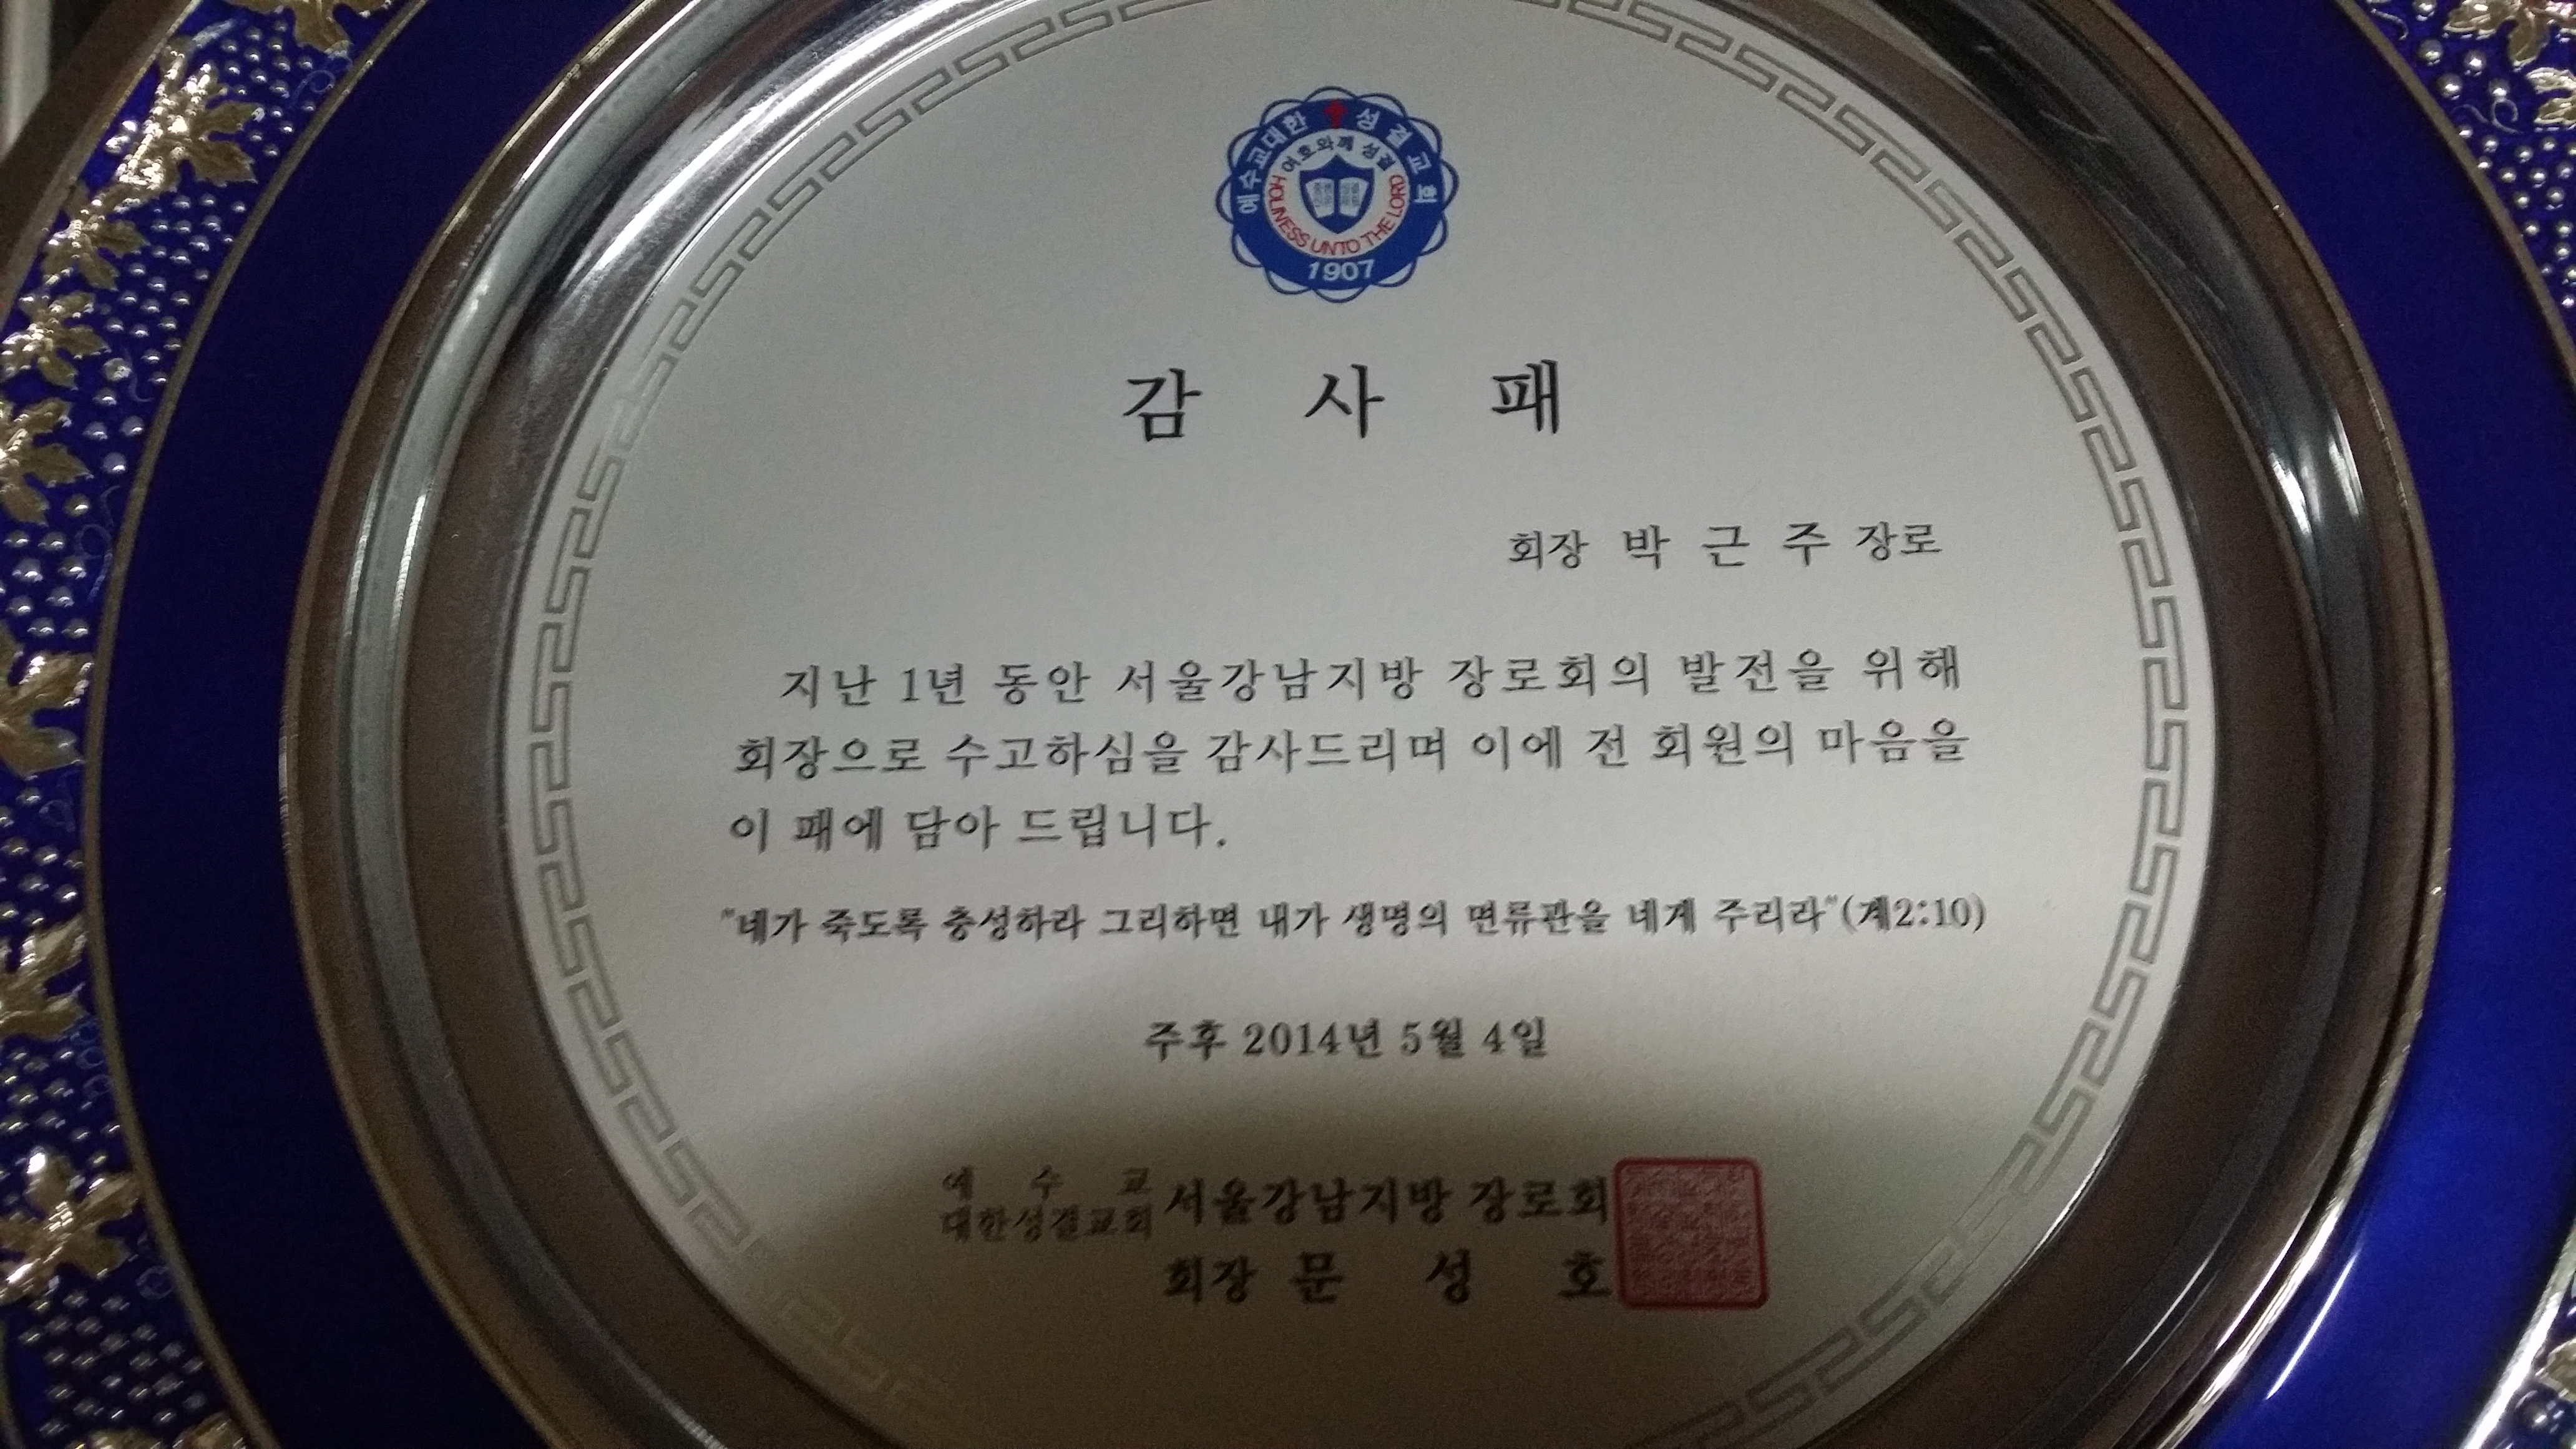 예수교대한성결교회
여호와께 성결
HOLINESS UNTO THE LORD
1907
감 사 패
회장 박 근 주 장로
지난 1년 동안 서울강남지방 장로회의 발전을 위해
회장으로 수고하심을 감사드리며 이에 전 회원의 마음을
이 패에 담아 드립니다.
"네가 죽도록 충성하라 그리하면 내가 생명의 면류관을 네게 주리라"(계2:10)
주후 2014년 5월 4일
예 수 교
대한성결교회 서울강남지방 장로회
회장 문 성 호